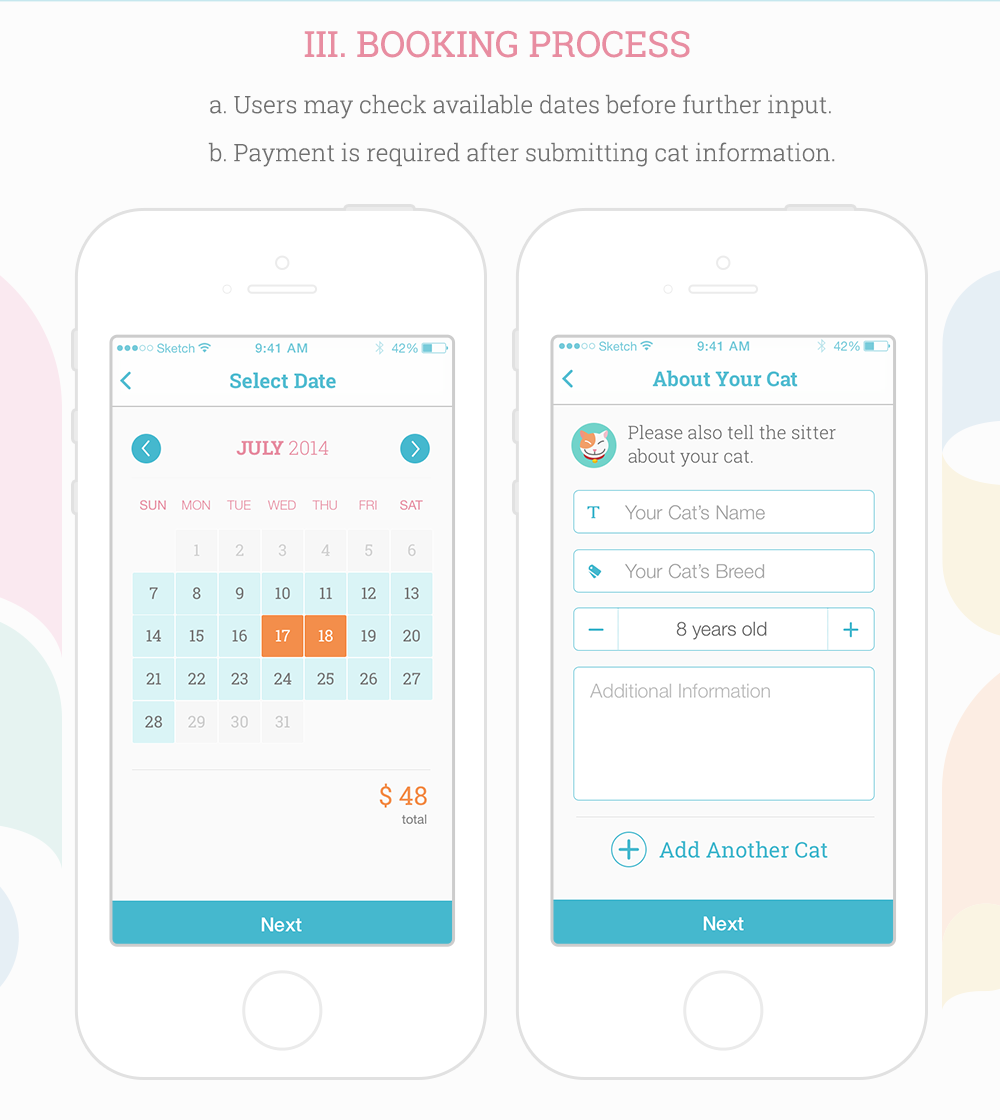 III. BOOKING PROCESS
a. Users may check available dates before further input.
b. Payment is required after submitting cat information.
Sketch 9:41 AM 42%
Select Date
JULY 2014
SUN MON TUE WED THU FRI SAT
1 2 3 4 5 6
7 8 9 10 11 12 13
14 15 16 17 18 19 20
21 22 23 24 25 26 27
28 29 30 31
$ 48
total
Next
Sketch 9:41 AM 42%
About Your Cat
Please also tell the sitter
about your cat.
T Your Cat's Name
Your Cat's Breed
− 8 years old +
Additional Information
+ Add Another Cat
Next